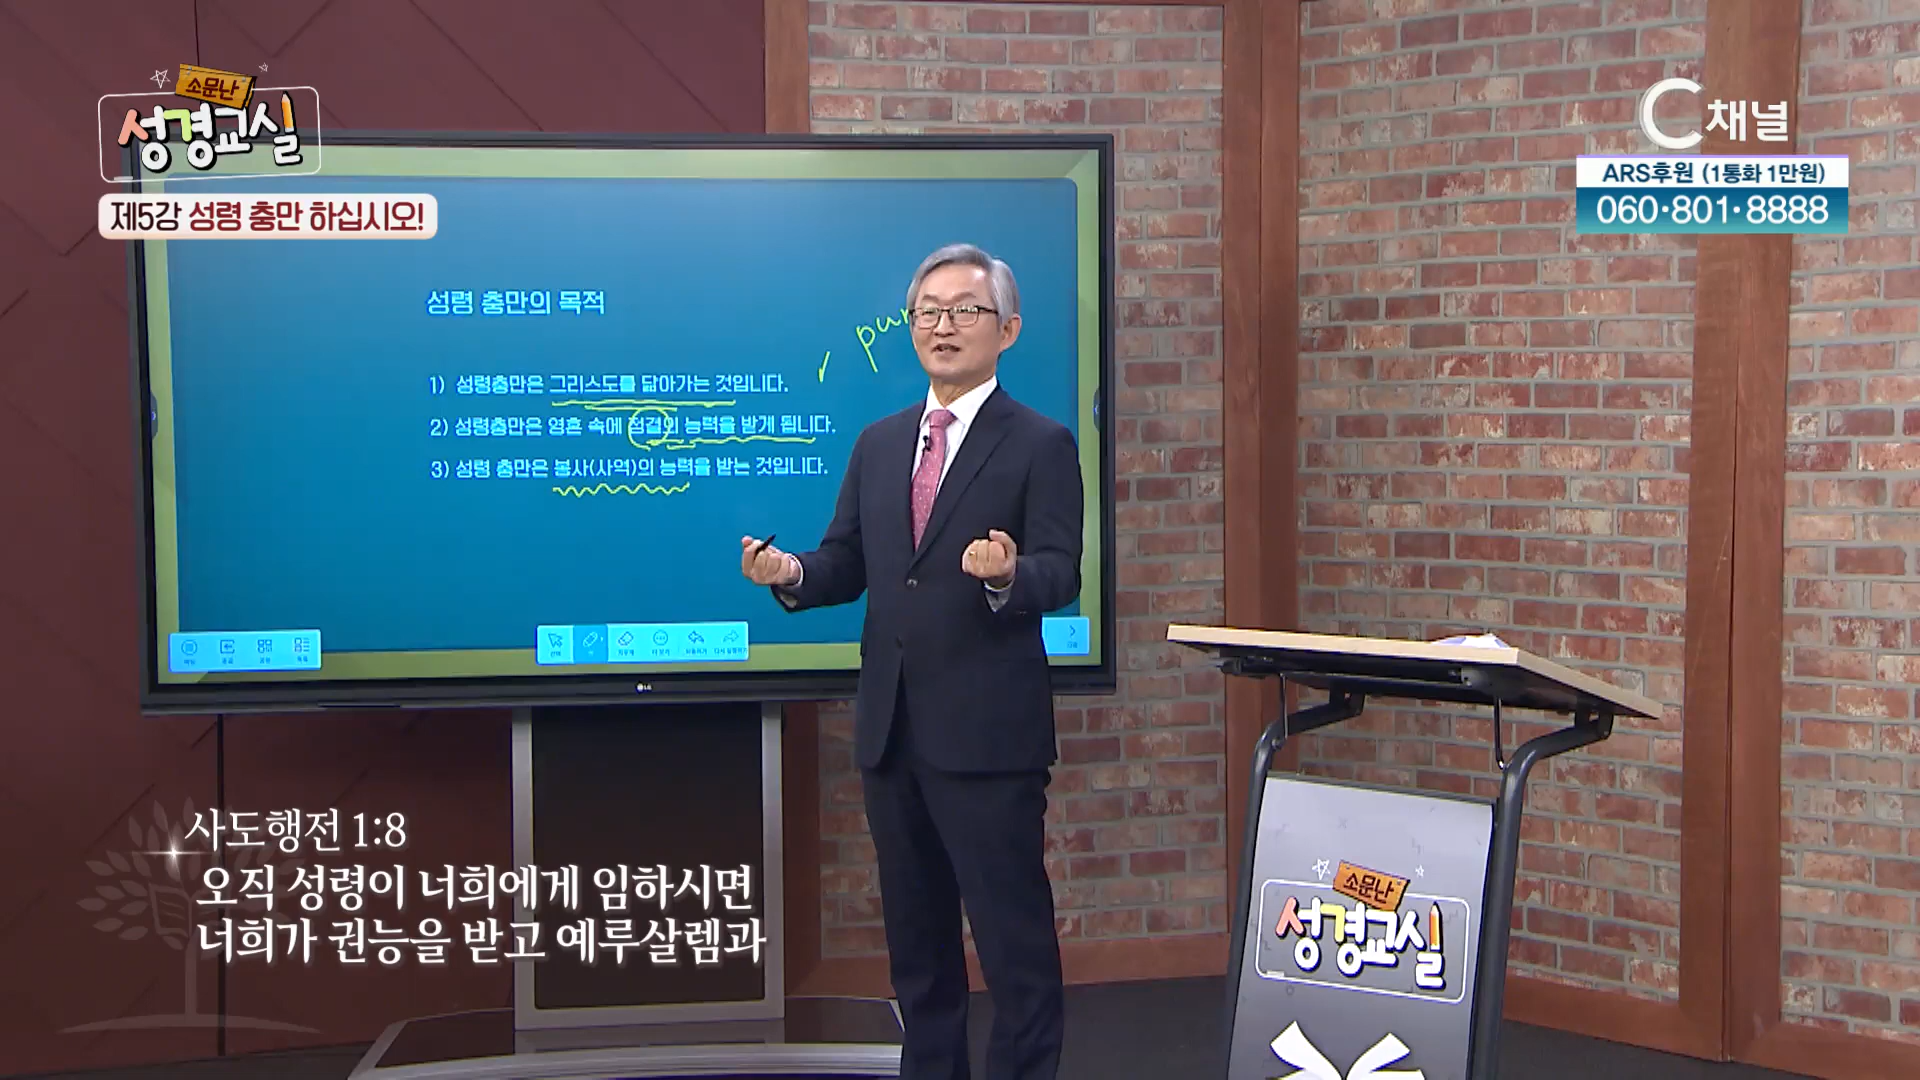 소문난
성경교실
제5강 성령 충만 하십시오!
C채널
ARS후원 (1통화 1만원)
060·801·8888
성령 충만의 목적
1) 성령충만은 그리스도를 닮아가는 것입니다.
2) 성령충만은 영혼 속에 정결의 능력을 받게 됩니다.
3) 성령 충만은 봉사(사역)의 능력을 받는 것입니다.
pur
LG
사도행전 1:8
오직 성령이 너희에게 임하시면
너희가 권능을 받고 예루살렘과
소문난
성경교실